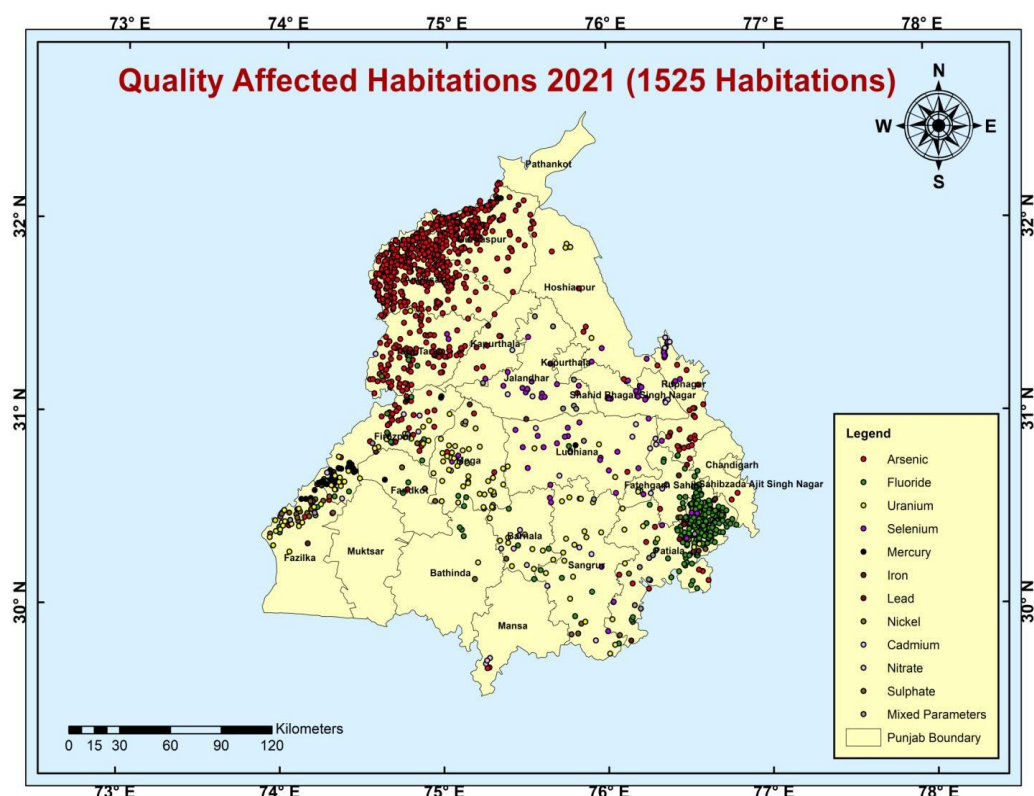 73° E 74° E 75° E 76° E 77° E 78° E
Quality Affected Habitations 2021 (1525 Habitations)
N
W E
S
Pathankot
32° N 32° N
Hoshiarpur
Kapurthala
Kapurthala
Jalandhar
Rupnagar
Shahid Bhagat Singh Nagar
31° N 31° N
Ludhiana
Chandigarh
Fatehgarh Sahib Sahibzada Ajit Singh Nagar
Faridkot
Barnala
Patiala
Fazilka Muktsar
Sangrur
Bathinda
30° N 30° N
Mansa
Legend
Arsenic
Fluoride
Uranium
Selenium
Mercury
Iron
Lead
Nickel
Cadmium
Nitrate
Sulphate
Mixed Parameters
Punjab Boundary
Kilometers
0 15 30 60 90 120
73° E 74° E 75° E 76° E 77° E 78° E